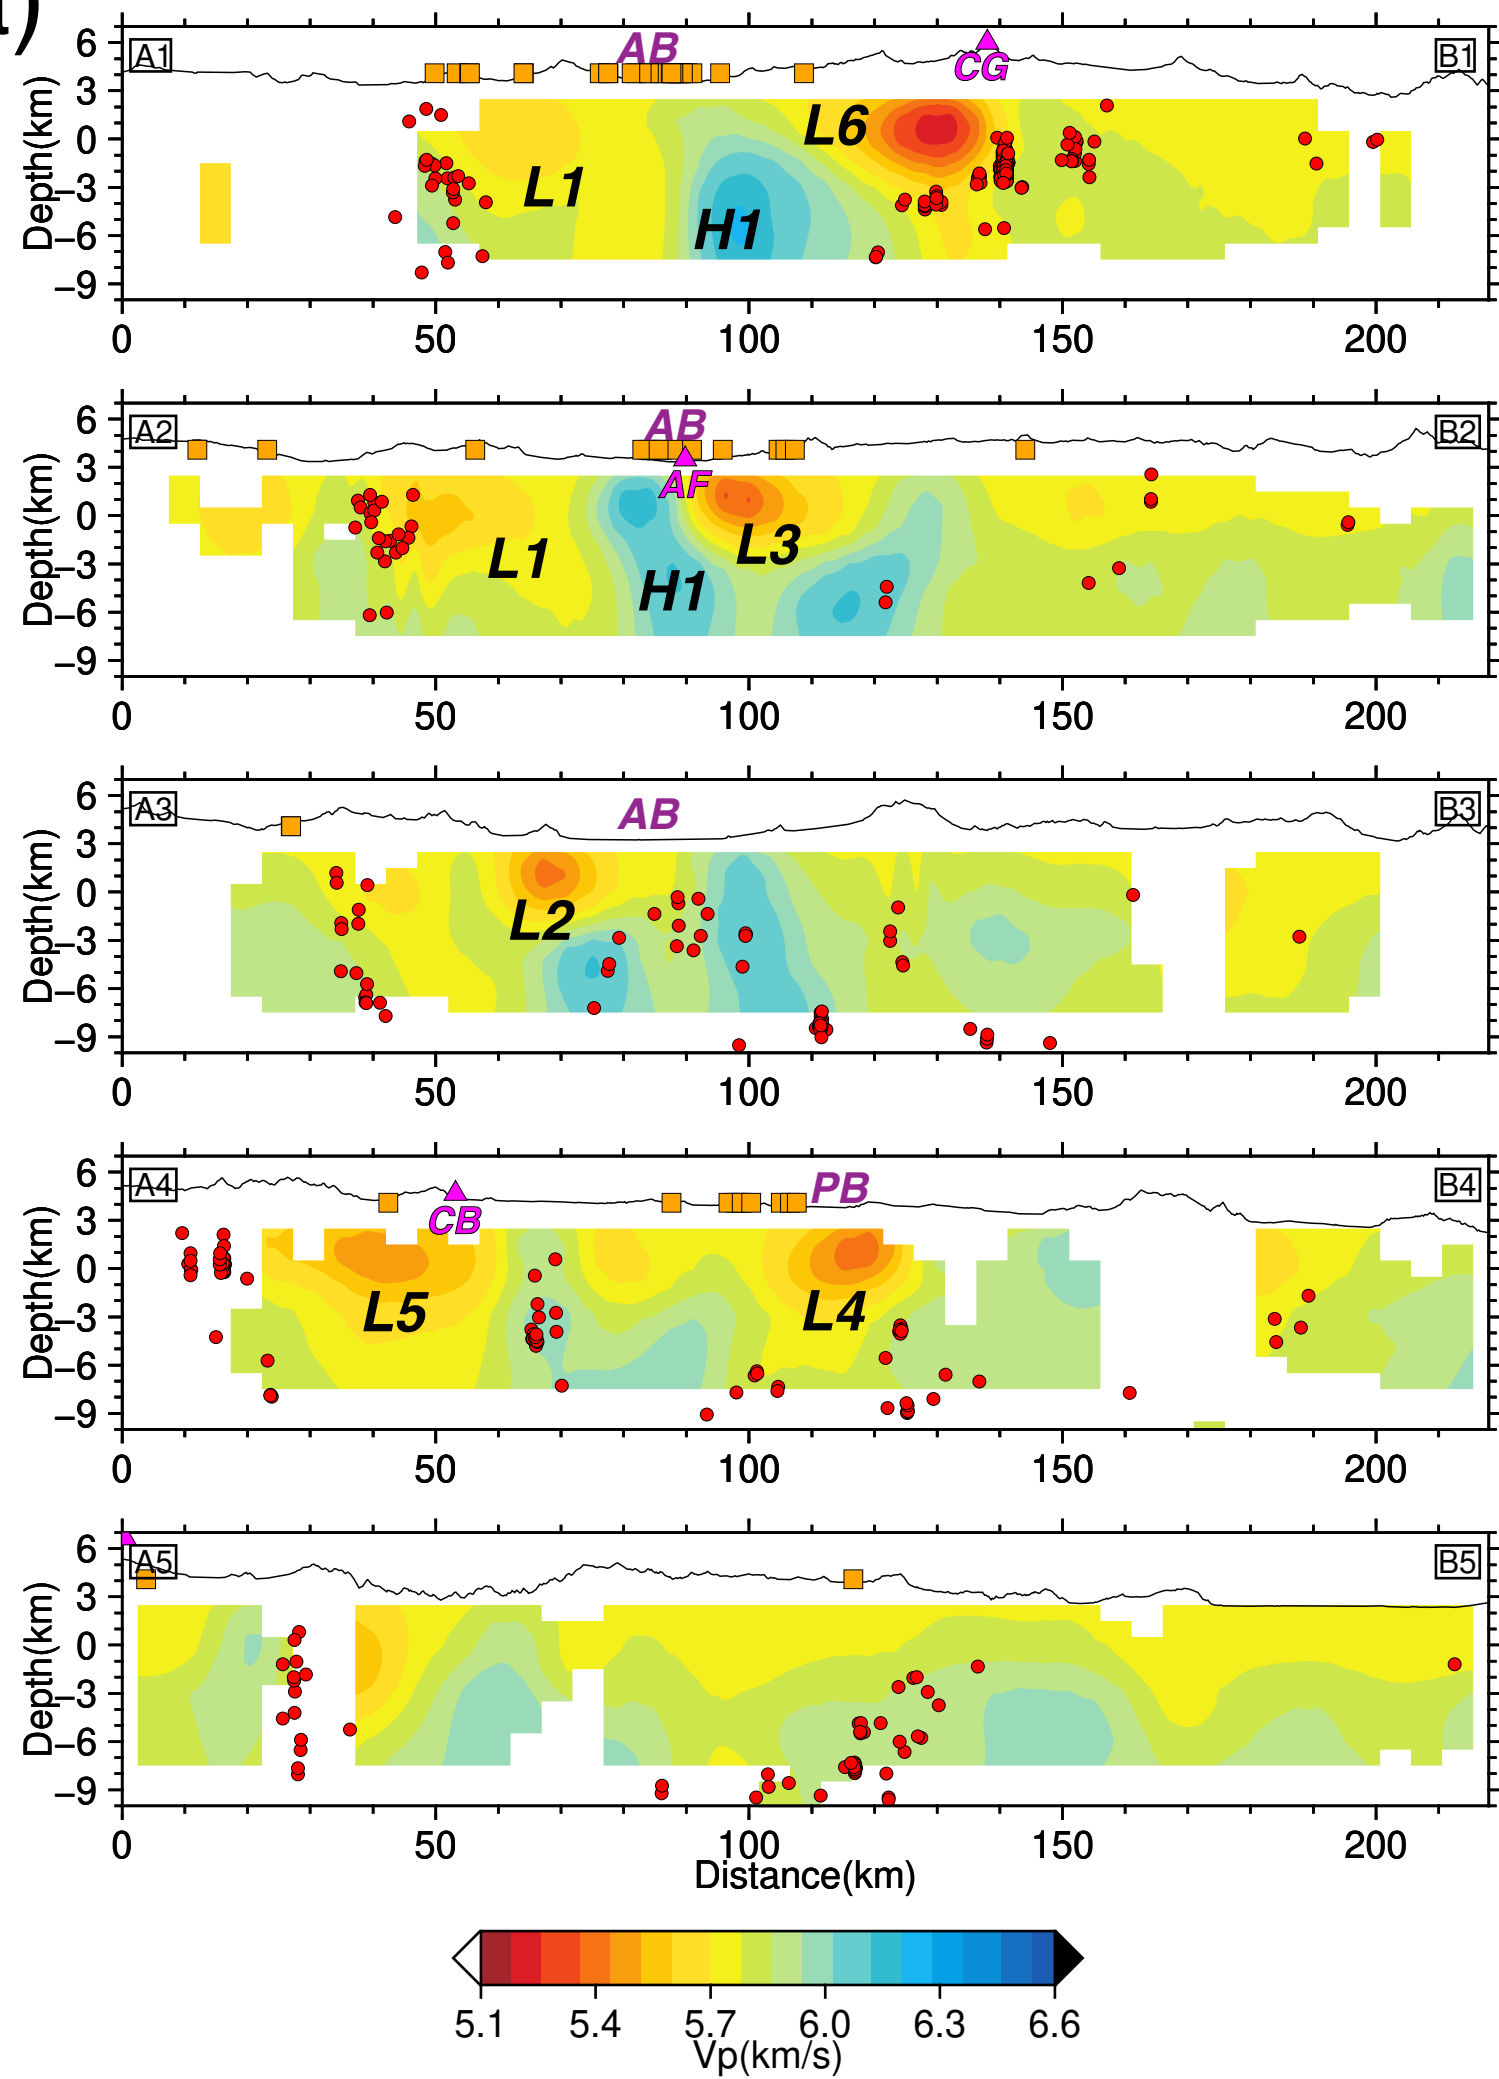 a)
6
3
0
−3
−6
−9
Depth(km)
A1
AB
CG
B1
L1
H1
L6
0 50 100 150 200
6
3
0
−3
−6
−9
Depth(km)
A2
AB
AF
B2
L1
H1
L3
0 50 100 150 200
6
3
0
−3
−6
−9
Depth(km)
A3
AB
B3
L2
0 50 100 150 200
6
3
0
−3
−6
−9
Depth(km)
A4
CB
PB
B4
L5
L4
0 50 100 150 200
6
3
0
−3
−6
−9
Depth(km)
A5
B5
0 50 100 150 200
Distance(km)
5.1 5.4 5.7 6.0 6.3 6.6
Vp(km/s)